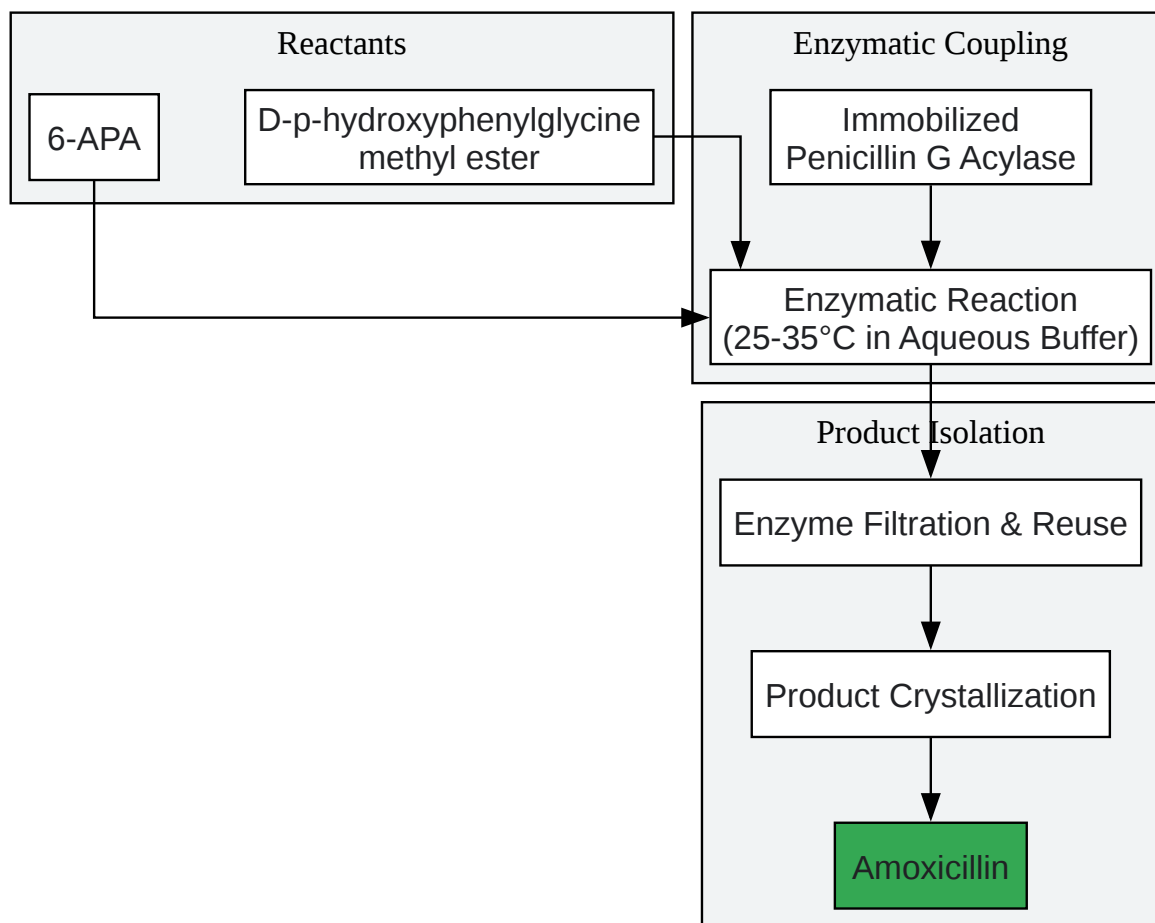 Reactants
6-APA
D-p-hydroxyphenylglycine
methyl ester
Enzymatic Coupling
Immobilized
Penicillin G Acylase
Enzymatic Reaction
(25-35°C in Aqueous Buffer)
Product Isolation
Enzyme Filtration & Reuse
Product Crystallization
Amoxicillin